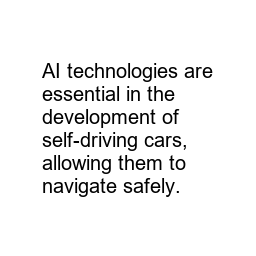 AI technologies are
essential in the
development of
self-driving cars,
allowing them to
navigate safely.